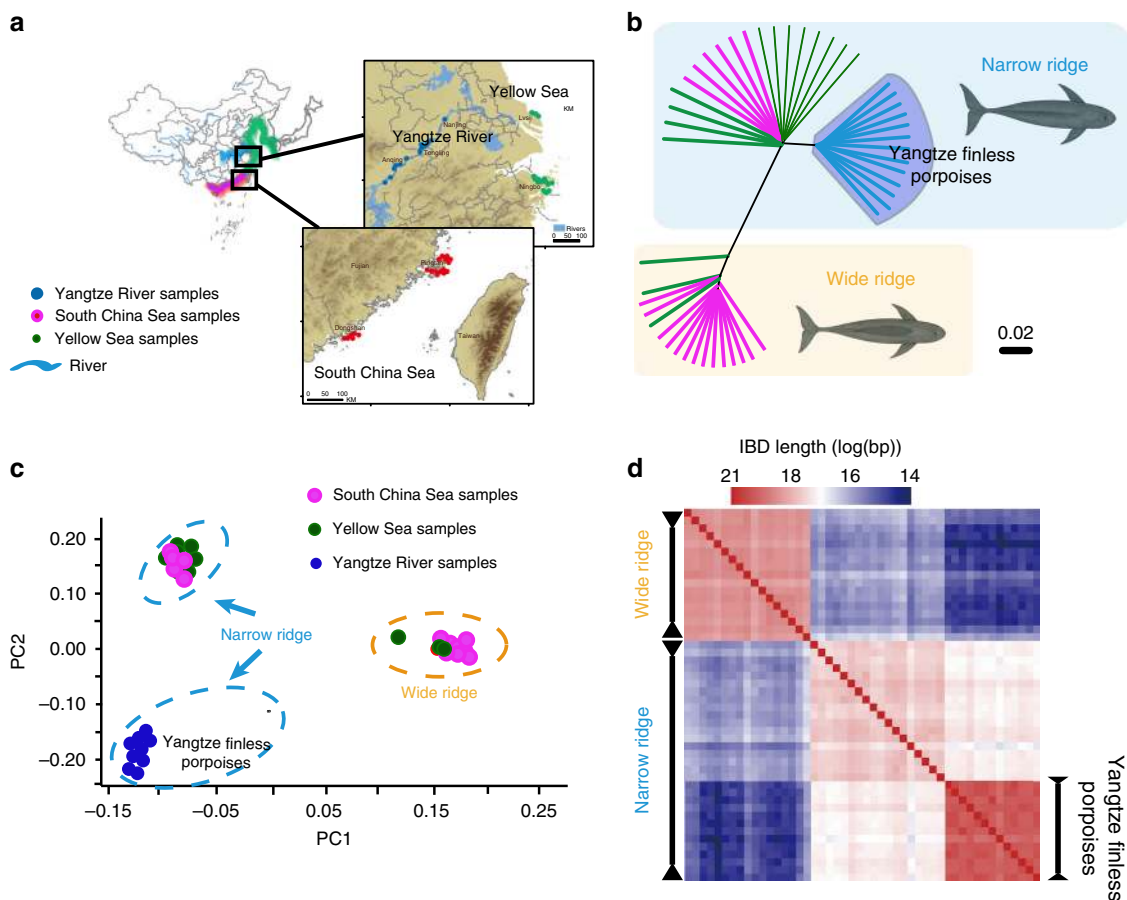 a
Yellow Sea
KM
Lvsi
Nanjing
Yangtze River
Tongling
Anqing
Ningbo
Rivers
0 50 100
Fujian
Pingtan
Dongshan
Taiwan
South China Sea
0 50 100
KM
Yangtze River samples
South China Sea samples
Yellow Sea samples
River
b
Narrow ridge
Yangtze finless
porpoises
Wide ridge
0.02
c
South China Sea samples
Yellow Sea samples
Yangtze River samples
0.20
0.10
0.00
–0.10
–0.20
PC2
Narrow ridge
Wide ridge
Yangtze finless
porpoises
–0.15
–0.05
0.05
0.15
0.25
PC1
d
IBD length (log(bp))
21 18 16 14
Wide ridge
Narrow ridge
Yangtze finless
porpoises